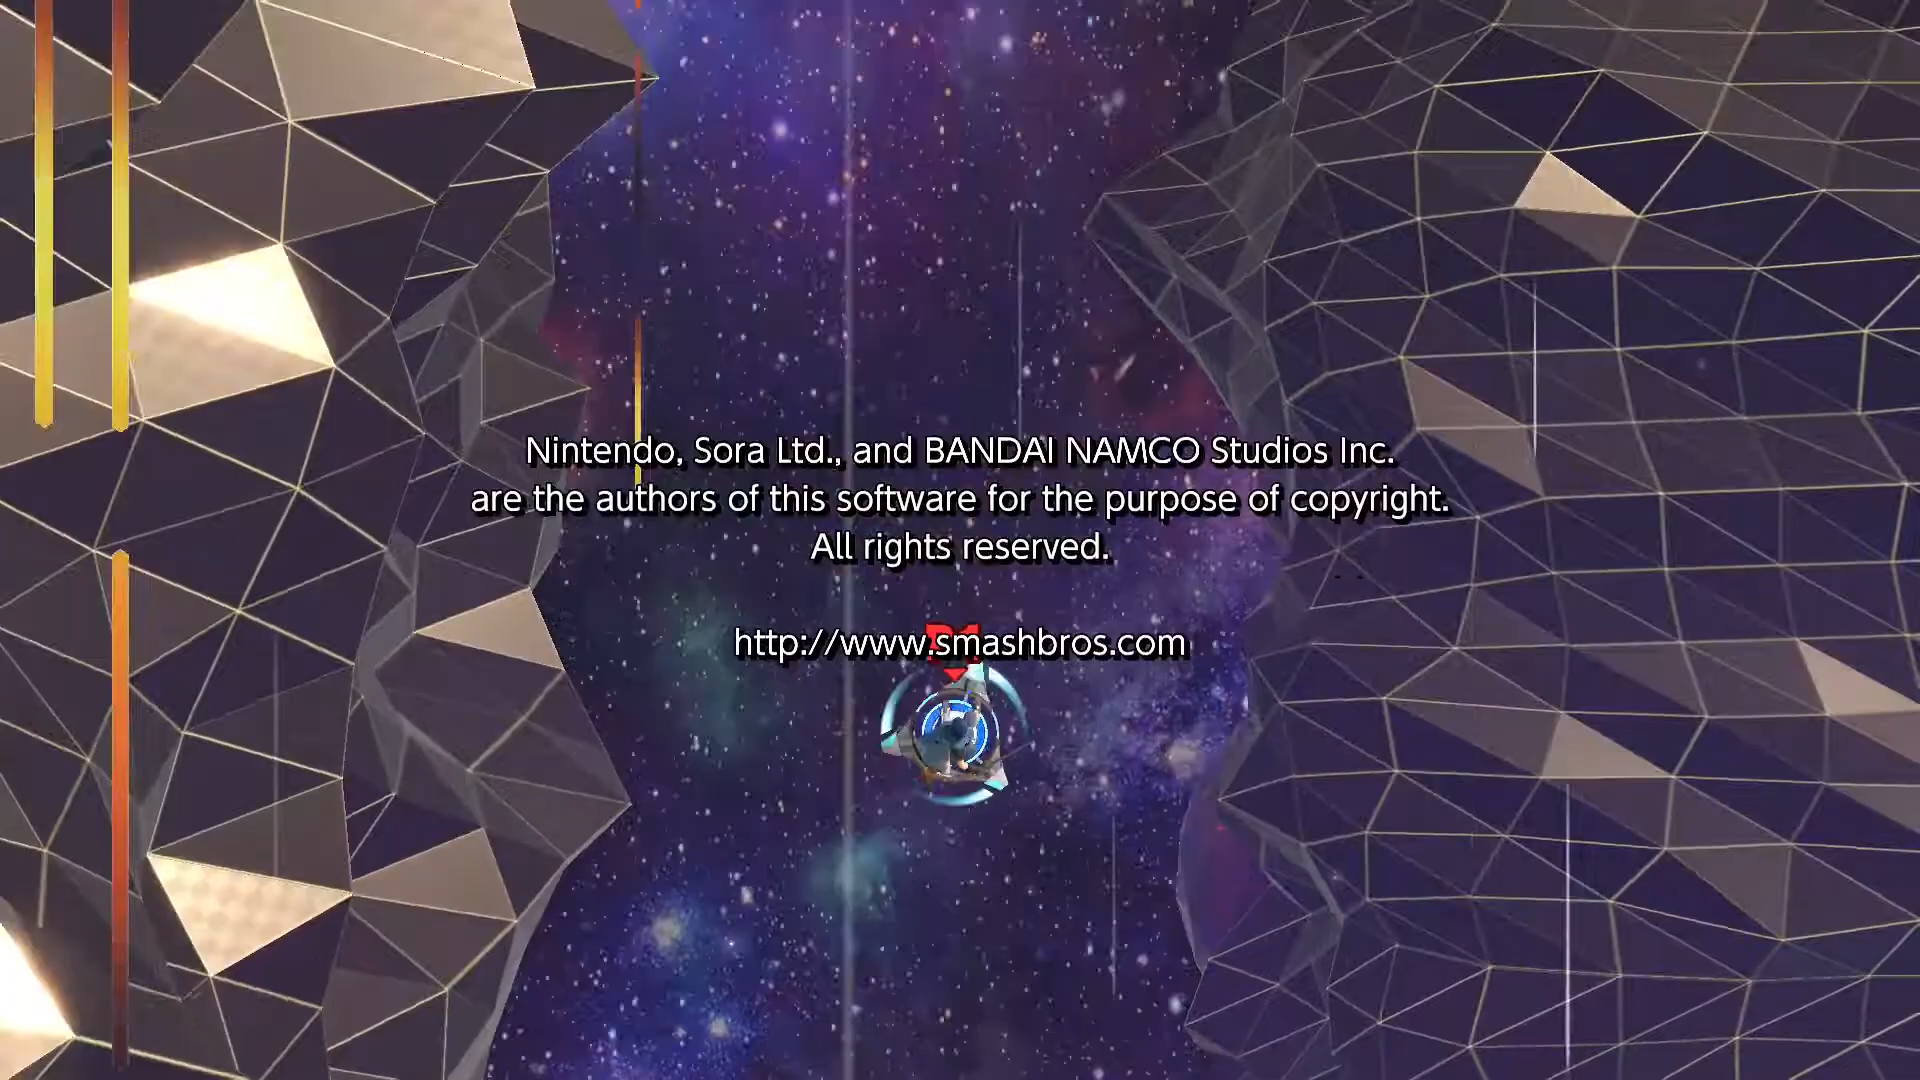 Nintendo, Sora Ltd., and BANDAI NAMCO Studios Inc.
are the authors of this software for the purpose of copyright.
All rights reserved.
http://www.smashbros.com
P1